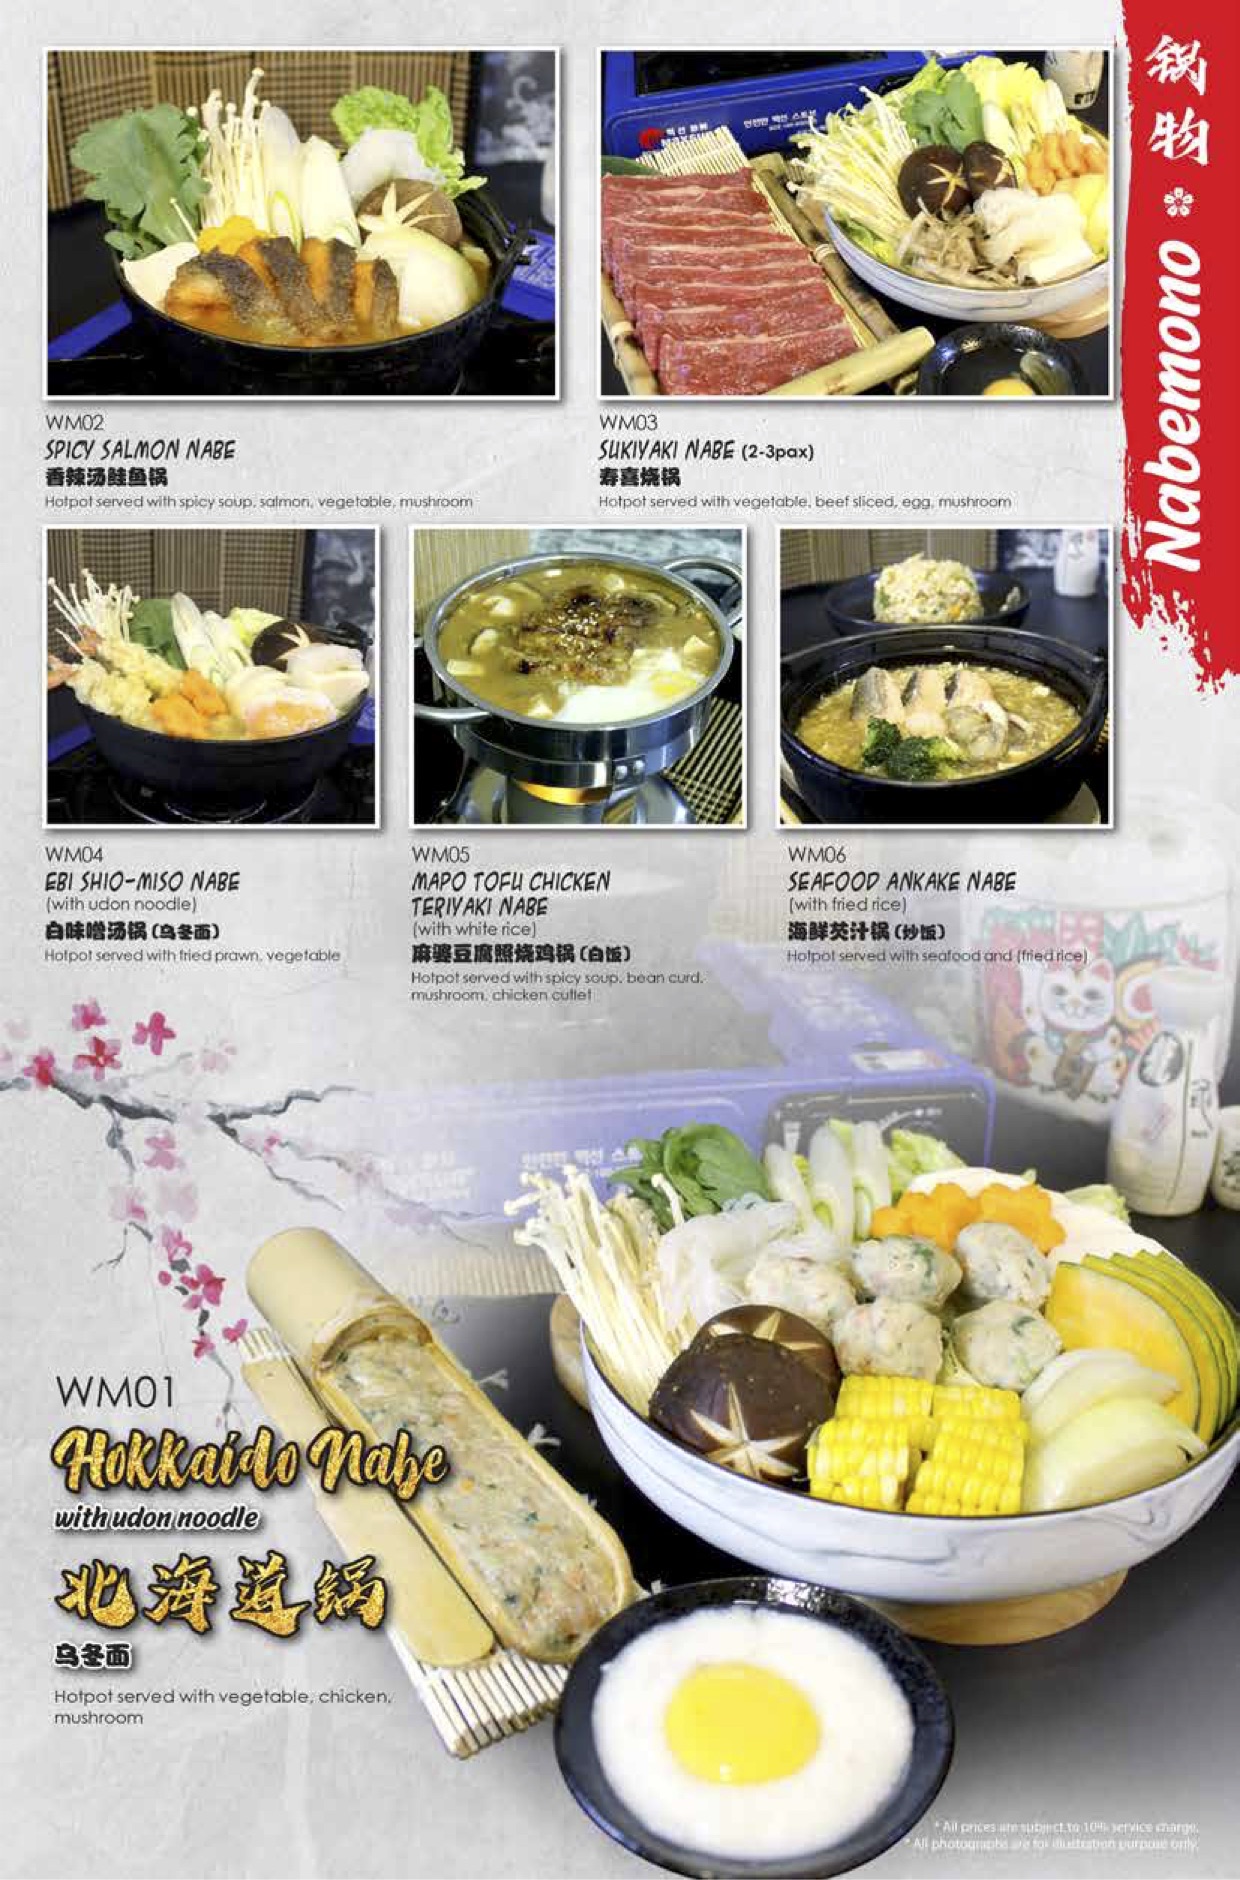 锅物
Nabemono
WM02
SPICY SALMON NABE
香辣汤鲑鱼锅
Hotpot served with spicy soup, salmon, vegetable, mushroom
WM03
SUKIYAKI NABE (2-3pax)
寿喜烧锅
Hotpot served with vegetable, beef sliced, egg, mushroom
WM04
EBI SHIO-MISO NABE
(with udon noodle)
白味噌汤锅 (乌冬面)
Hotpot served with fried prawn, vegetable
WM05
MAPO TOFU CHICKEN
TERIYAKI NABE
(with white rice)
麻婆豆腐照烧鸡锅 (白饭)
Hotpot served with spicy soup, bean curd,
mushroom, chicken cutlet
WM06
SEAFOOD ANKAKE NABE
(with fried rice)
海鲜芡汁锅 (炒饭)
Hotpot served with seafood and (fried rice)
WM01
Hokkaido Nabe
with udon noodle
北海道锅
乌冬面
Hotpot served with vegetable, chicken,
mushroom
* All prices are subject to 10% service charge.
* All photographs are for illustration purpose only.